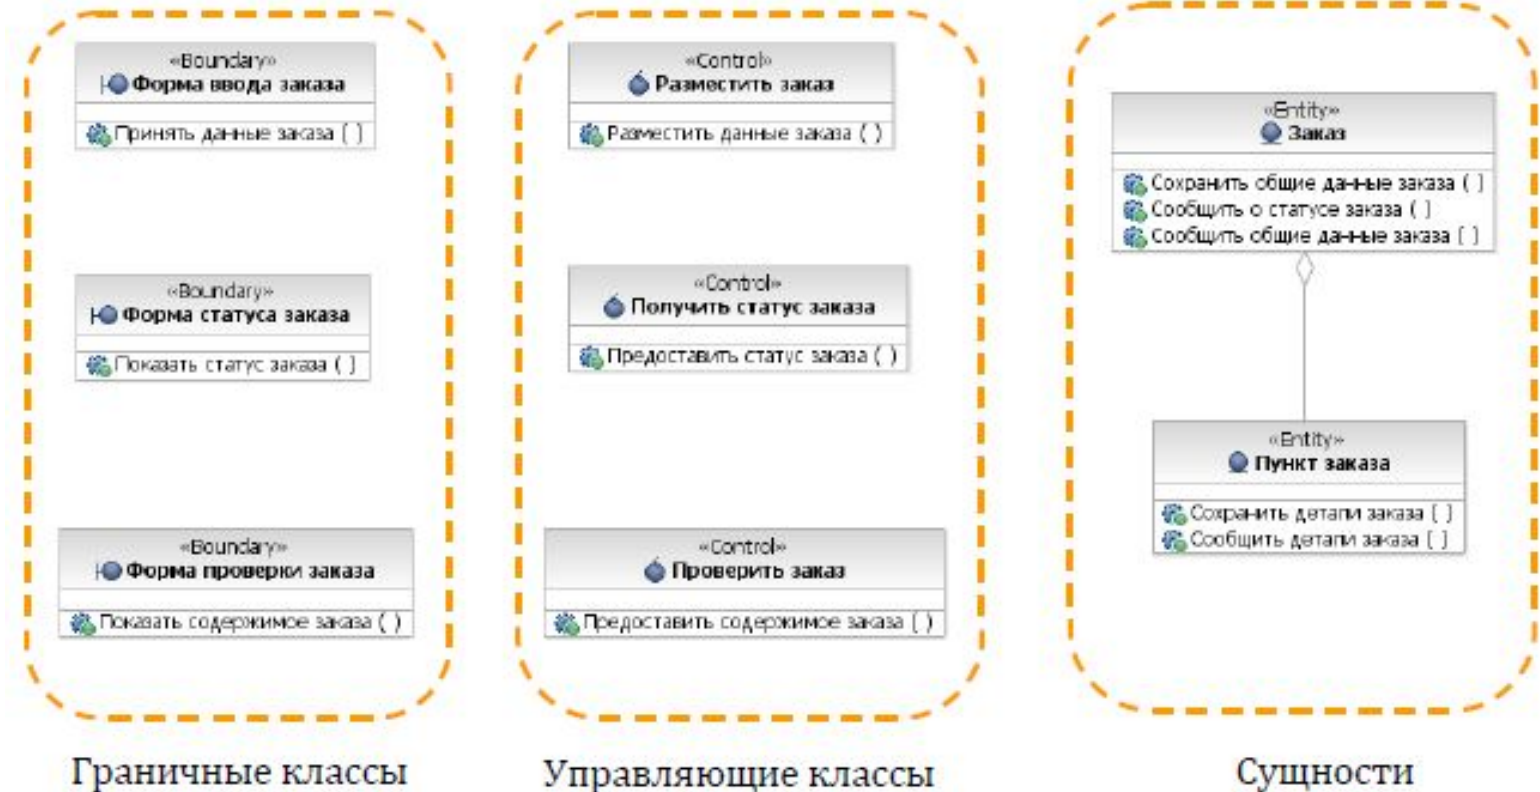 «Boundary»
Форма ввода заказа
Принять данные заказа ( )
«Boundary»
Форма статуса заказа
Показать статус заказа ( )
«Boundary»
Форма проверки заказа
Показать содержимое заказа ( )
Граничные классы
«Control»
Разместить заказ
Разместить данные заказа ( )
«Control»
Получить статус заказа
Предоставить статус заказа ( )
«Control»
Проверить заказ
Предоставить содержимое заказа ( )
Управляющие классы
«Entity»
Заказ
Сохранить общие данные заказа ( )
Сообщить о статусе заказа ( )
Сообщить общие данные заказа ( )
«Entity»
Пункт заказа
Сохранить детали заказа ( )
Сообщить детали заказа ( )
Сущности